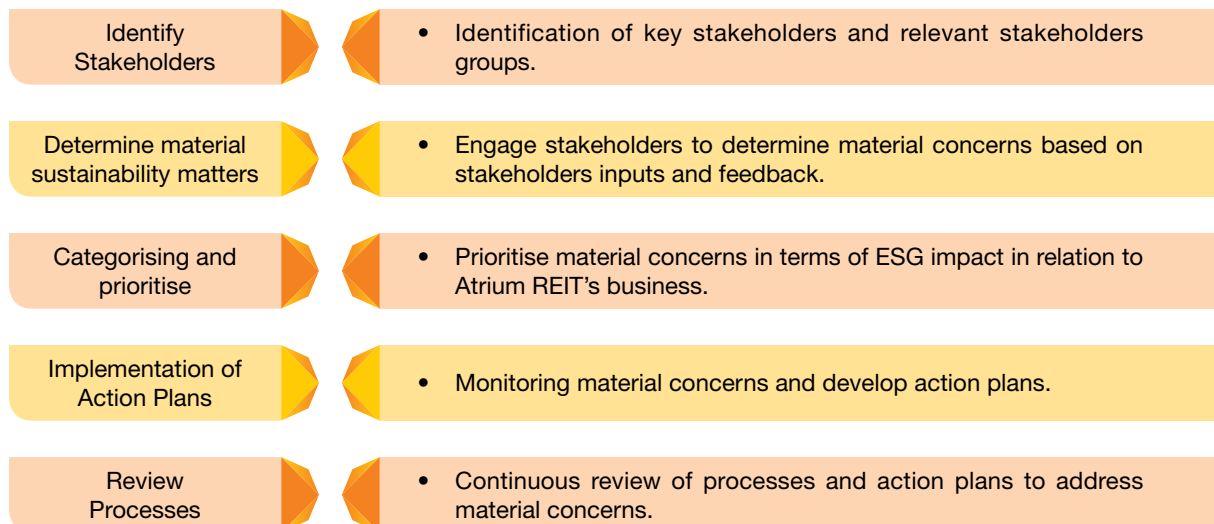 Identify
Stakeholders
• Identification of key stakeholders and relevant stakeholders
groups.
Determine material
sustainability matters
• Engage stakeholders to determine material concerns based on
stakeholders inputs and feedback.
Categorising and
prioritise
• Prioritise material concerns in terms of ESG impact in relation to
Atrium REIT’s business.
Implementation of
Action Plans
• Monitoring material concerns and develop action plans.
Review
Processes
• Continuous review of processes and action plans to address
material concerns.